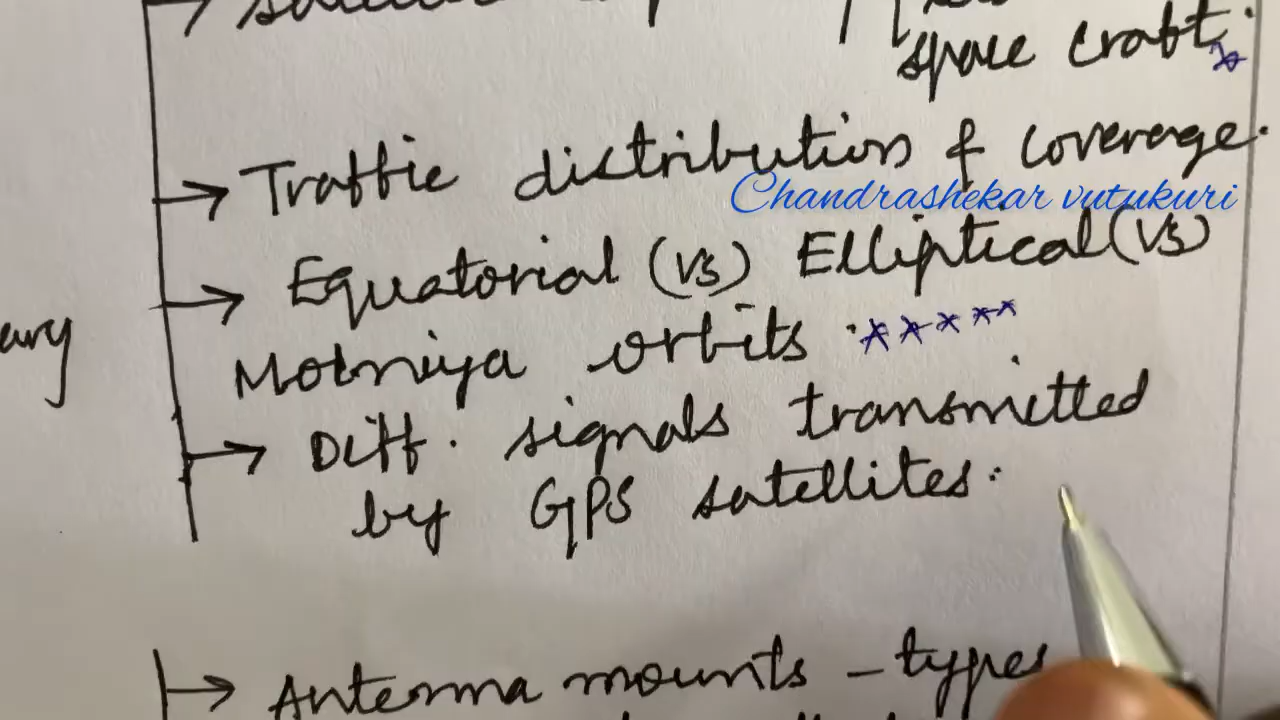 space craft.
→ Traffic distribution & coverage.
Chandrashekar vutukuri
→ Equatorial (vs) Elliptical (vs)
Molniya orbits. *****
→ Diff. signals transmitted
by GPS satellites.
→ Antenna mounts - types